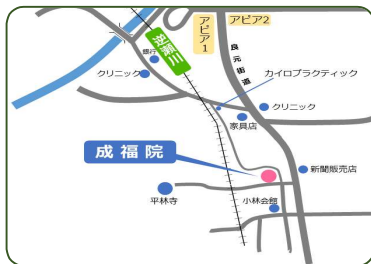 アピア1
アピア2
逆瀬川
銀行
良元街道
クリニック
カイロプラクティック
クリニック
家具店
成福院
新聞販売店
平林寺
小林会館